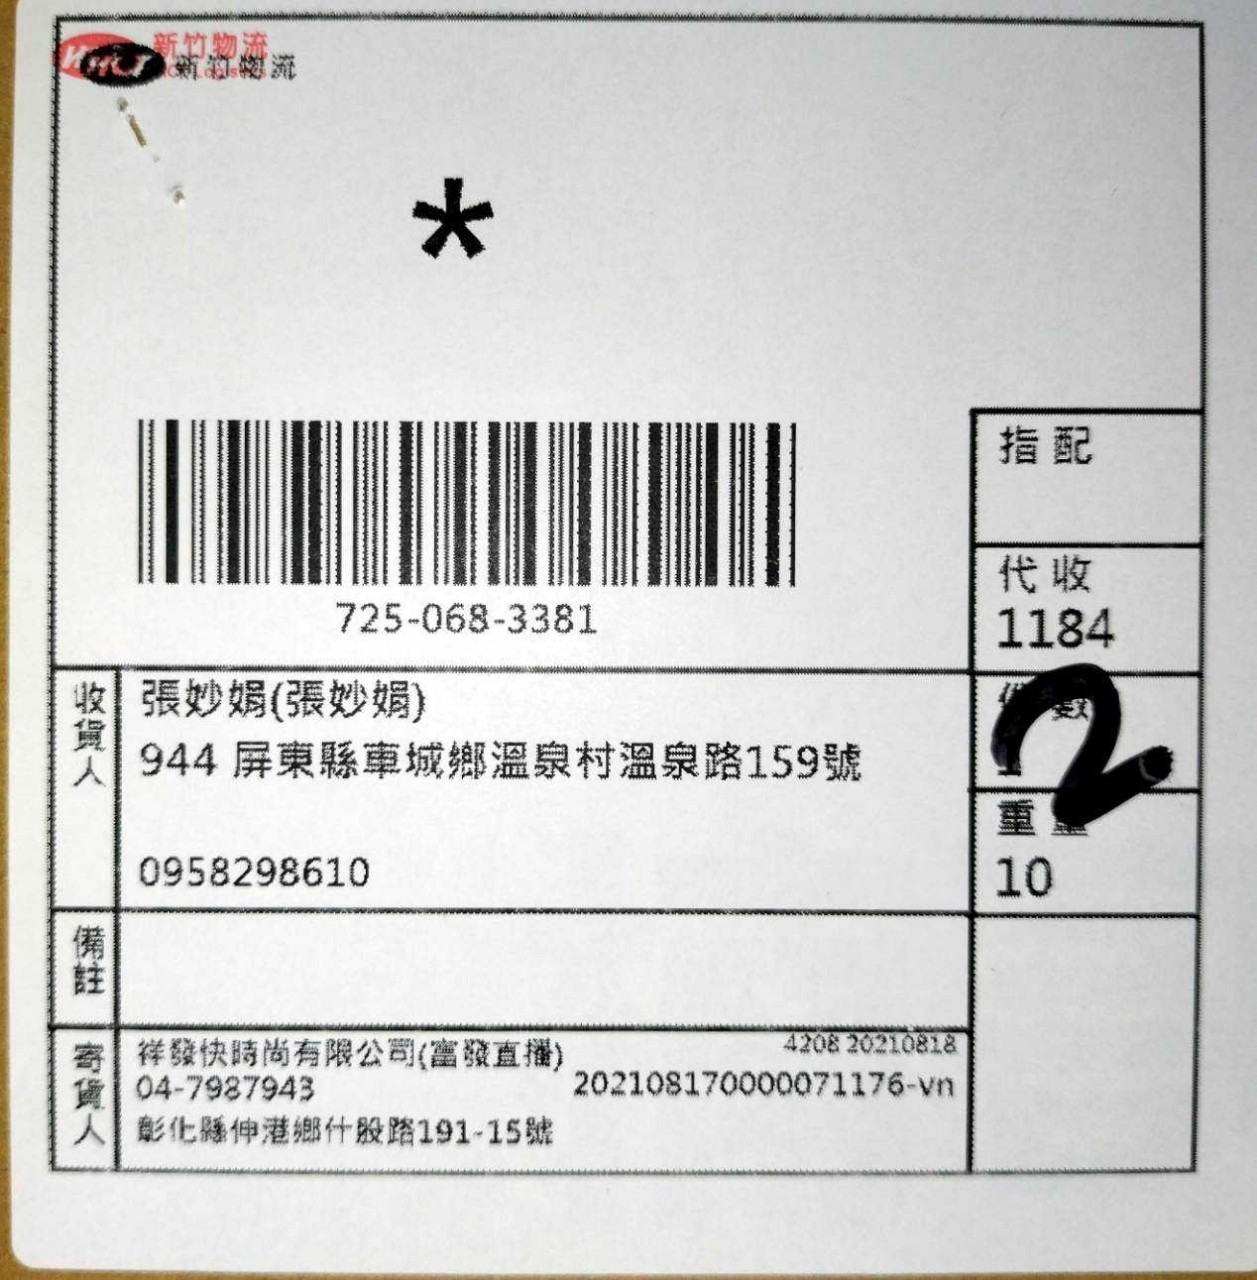 新竹物流
新竹物流
*
725-068-3381
指配
代收
1184
件數
1
2
重量
10
收貨人
張妙娟(張妙娟)
944 屏東縣車城鄉溫泉村溫泉路159號
0958298610
備註
寄貨人
祥發快時尚有限公司(富發直播)
4208 20210818
04-7987943
202108170000071176-vn
彰化縣伸港鄉什股路191-15號